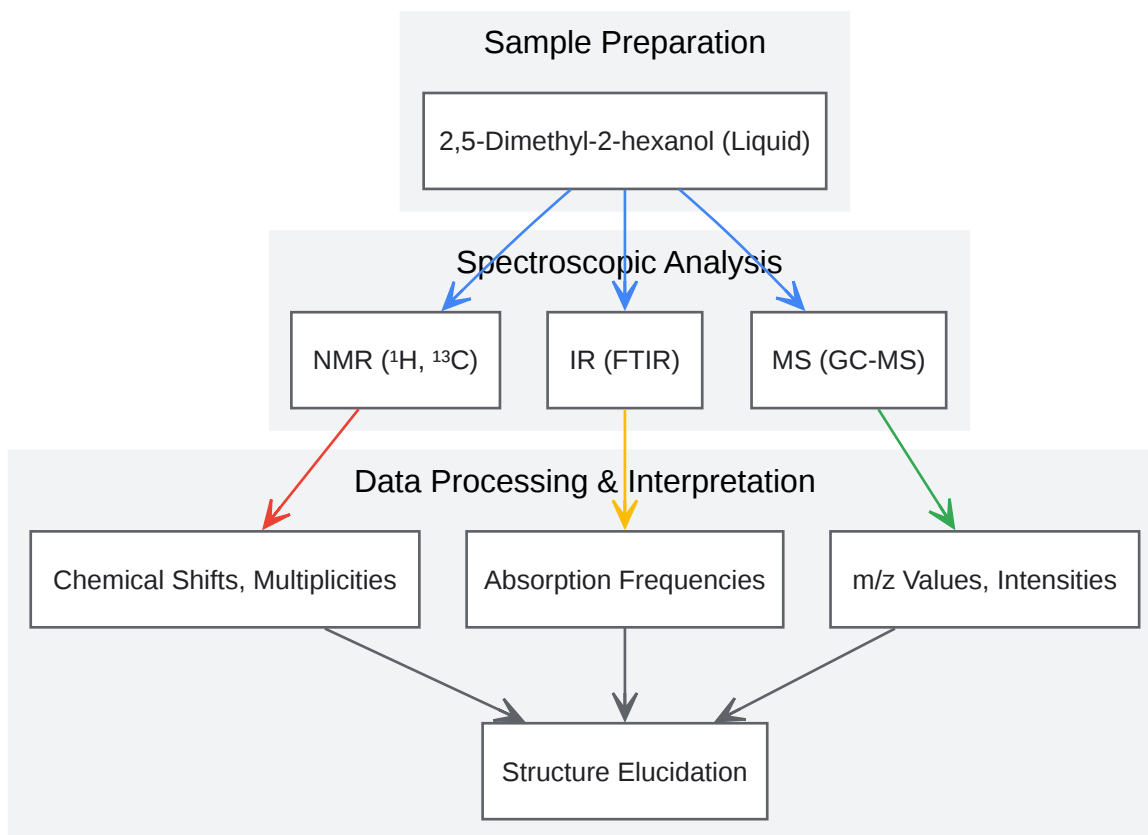 Sample Preparation
2,5-Dimethyl-2-hexanol (Liquid)
Spectroscopic Analysis
NMR (¹H, ¹³C)
IR (FTIR)
MS (GC-MS)
Data Processing & Interpretation
Chemical Shifts, Multiplicities
Absorption Frequencies
m/z Values, Intensities
Structure Elucidation